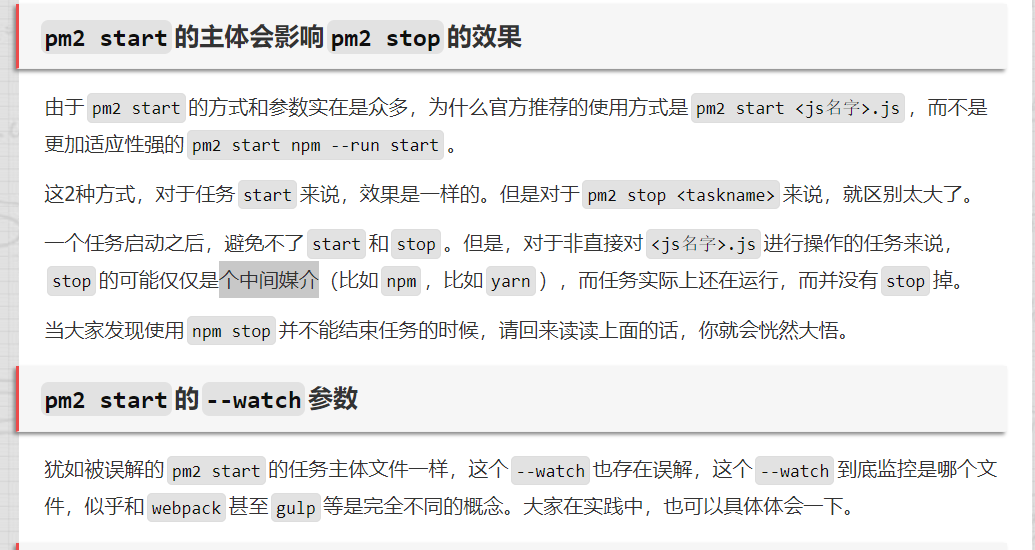 pm2 start的主体会影响pm2 stop的效果
由于pm2 start的方式和参数实在是众多，为什么官方推荐的使用方式是pm2 start <js名字>.js，而不是
更加适应性强的pm2 start npm --run start。
这2种方式，对于任务start来说，效果是一样的。但是对于pm2 stop <taskname>来说，就区别太大了。
一个任务启动之后，避免不了start和stop。但是，对于非直接对<js名字>.js进行操作的任务来说，
stop的可能仅仅是个中间媒介（比如npm，比如yarn），而任务实际上还在运行，而并没有stop掉。
当大家发现使用npm stop并不能结束任务的时候，请回来读读上面的话，你就会恍然大悟。
pm2 start的--watch参数
犹如被误解的pm2 start的任务主体文件一样，这个--watch也存在误解，这个--watch到底监控是哪个文
件，似乎和webpack甚至gulp等是完全不同的概念。大家在实践中，也可以具体体会一下。